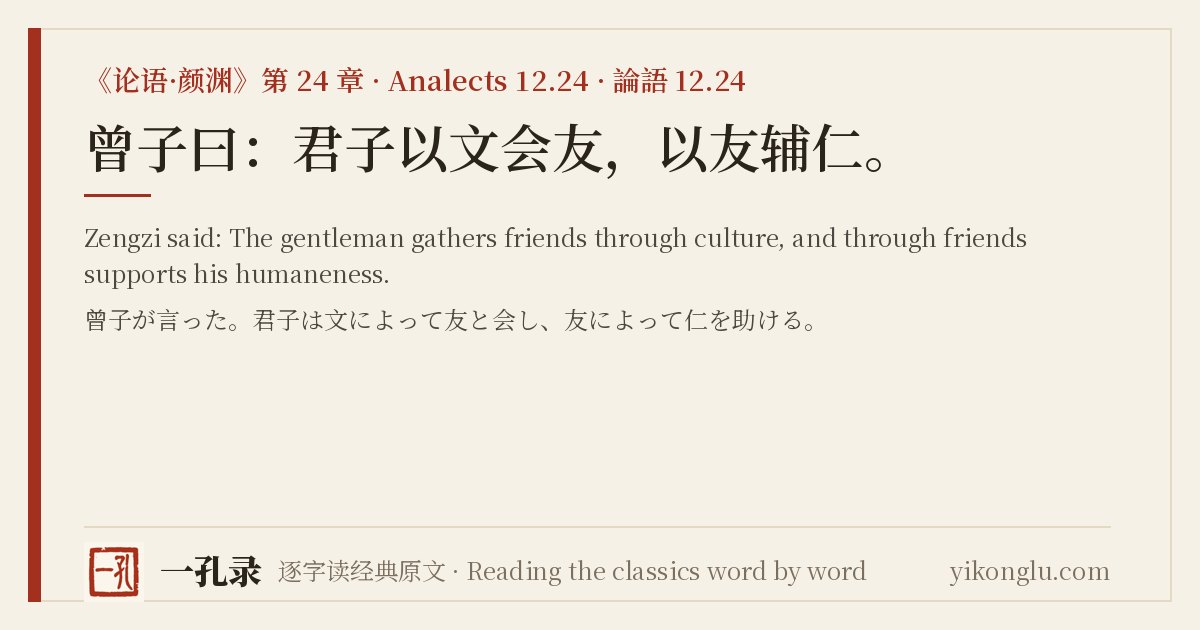 《论语·颜渊》第 24 章 · Analects 12.24 · 論語 12.24
曾子曰：君子以文会友，以友辅仁。
Zengzi said: The gentleman gathers friends through culture, and through friends
supports his humaneness.
曾子が言った。君子は文によって友と会し、友によって仁を助ける。
一孔
一孔录 逐字读经典原文 · Reading the classics word by word yikonglu.com